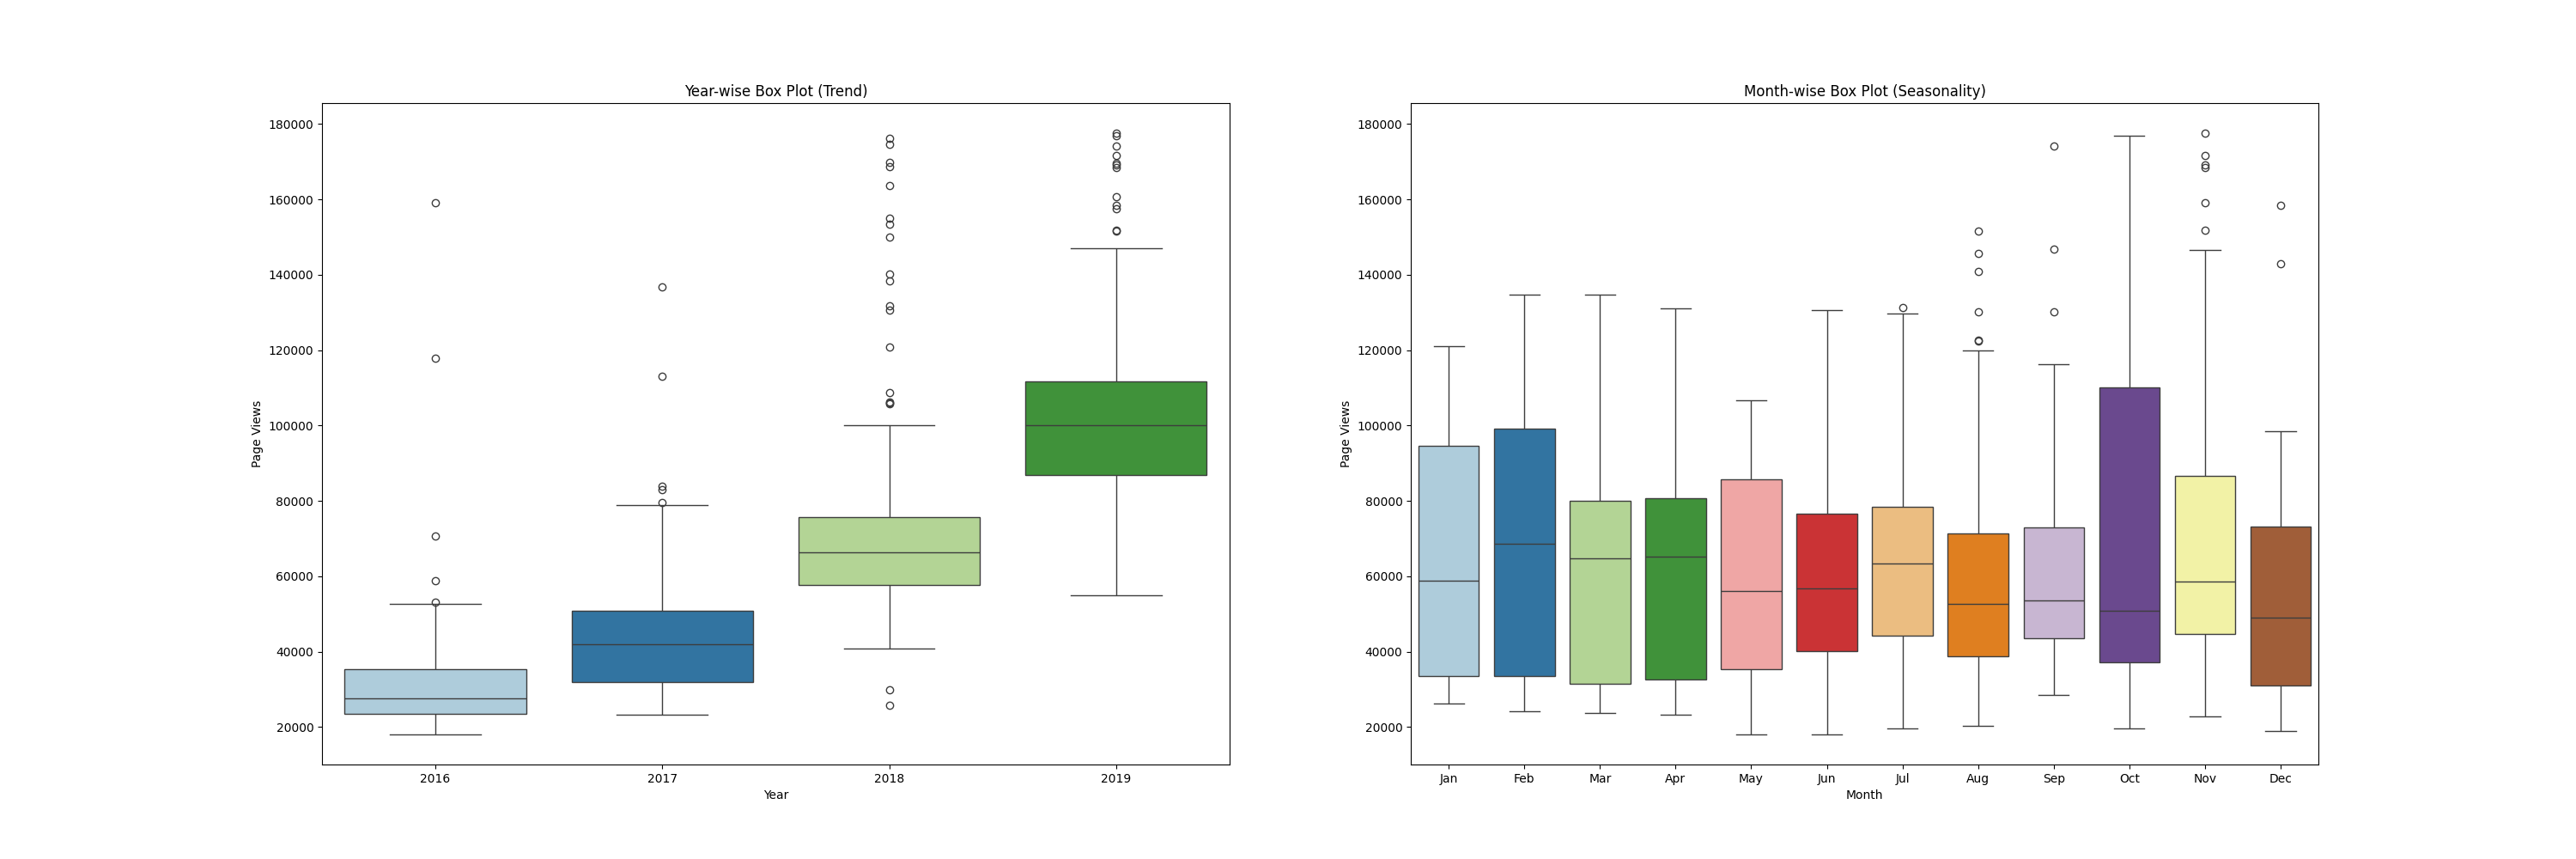 Year-wise Box Plot (Trend)
Page Views
180000
160000
140000
120000
100000
80000
60000
40000
20000
2016 2017 2018 2019
Year
Month-wise Box Plot (Seasonality)
Page Views
180000
160000
140000
120000
100000
80000
60000
40000
20000
Jan Feb Mar Apr May Jun Jul Aug Sep Oct Nov Dec
Month